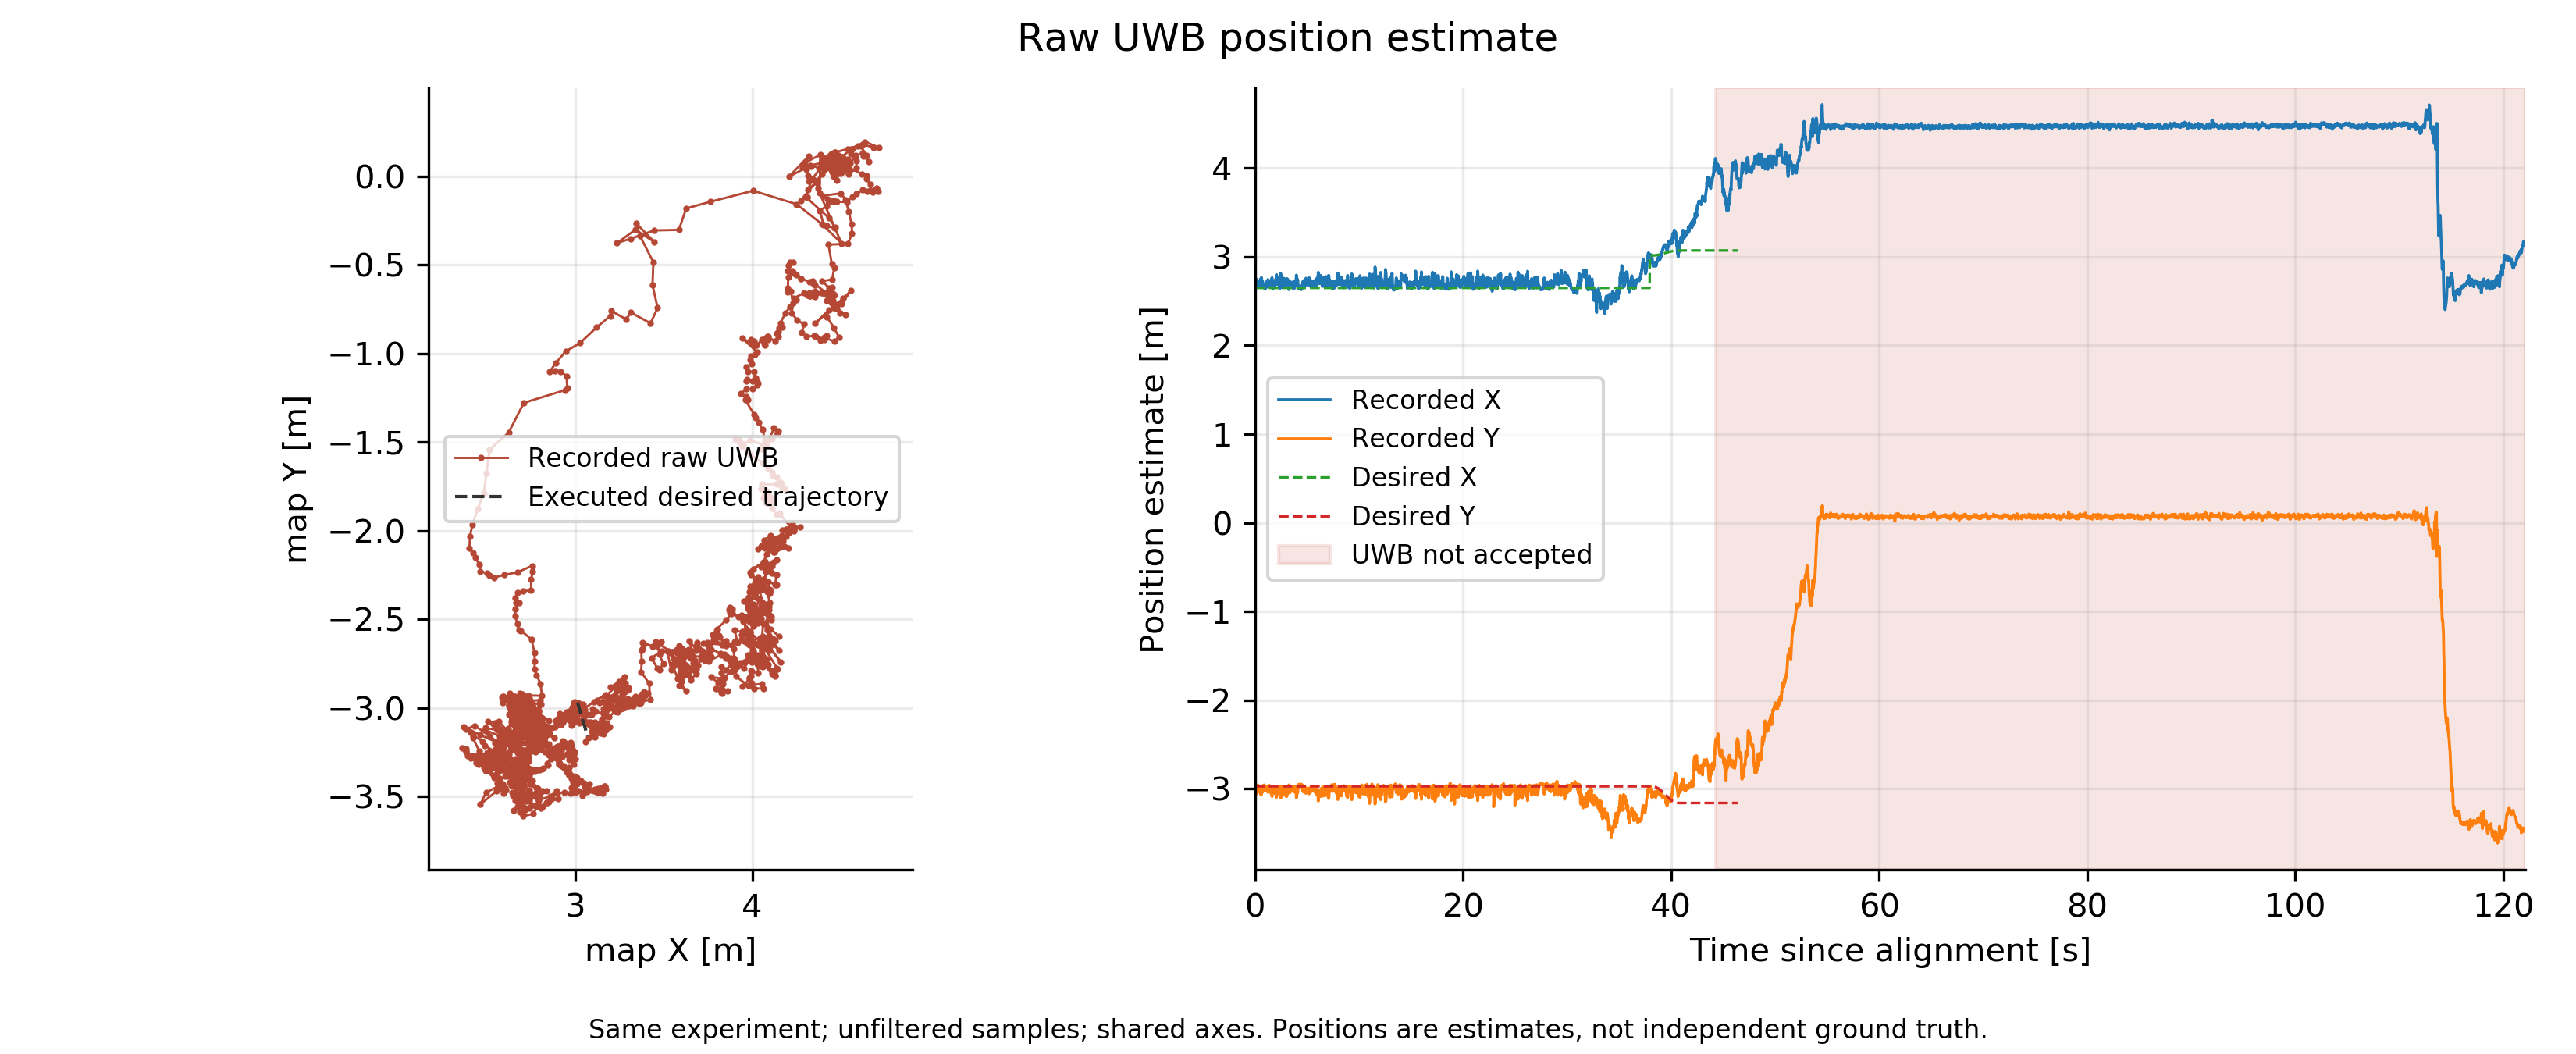 Raw UWB position estimate
0.0
−0.5
−1.0
−1.5
−2.0
−2.5
−3.0
−3.5
map Y [m]
Recorded raw UWB
Executed desired trajectory
3
4
map X [m]
4
3
2
1
0
−1
−2
−3
Position estimate [m]
Recorded X
Recorded Y
Desired X
Desired Y
UWB not accepted
0
20
40
60
80
100
120
Time since alignment [s]
Same experiment; unfiltered samples; shared axes. Positions are estimates, not independent ground truth.